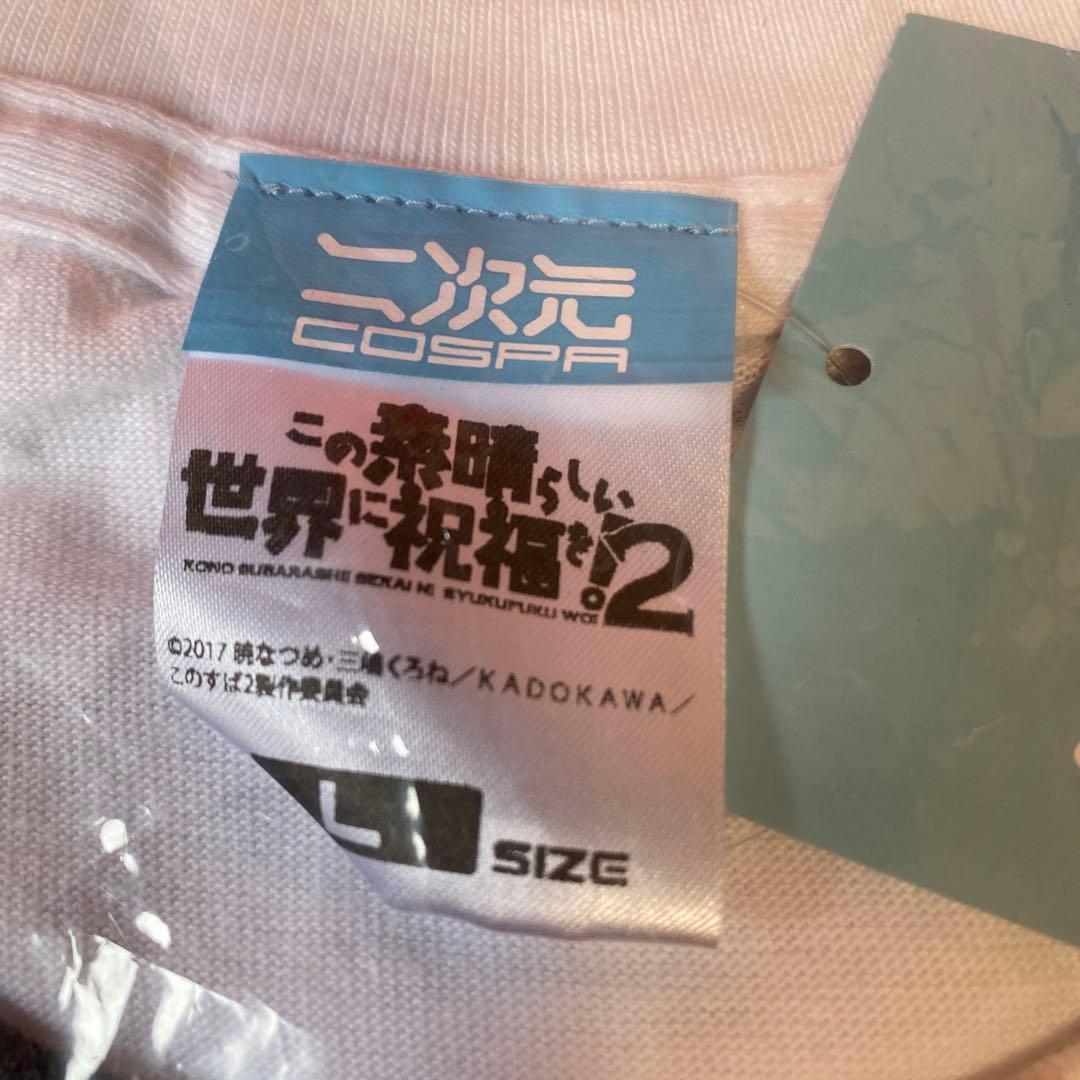 二次元
COSPA
この素晴らしい
世界に祝福を!2
KONO SUBARASHII SEKAI NI SYUKUFUKU WO!
©2017 暁なつめ・三嶋くろね／KADOKAWA／
このすば2製作委員会
L SIZE